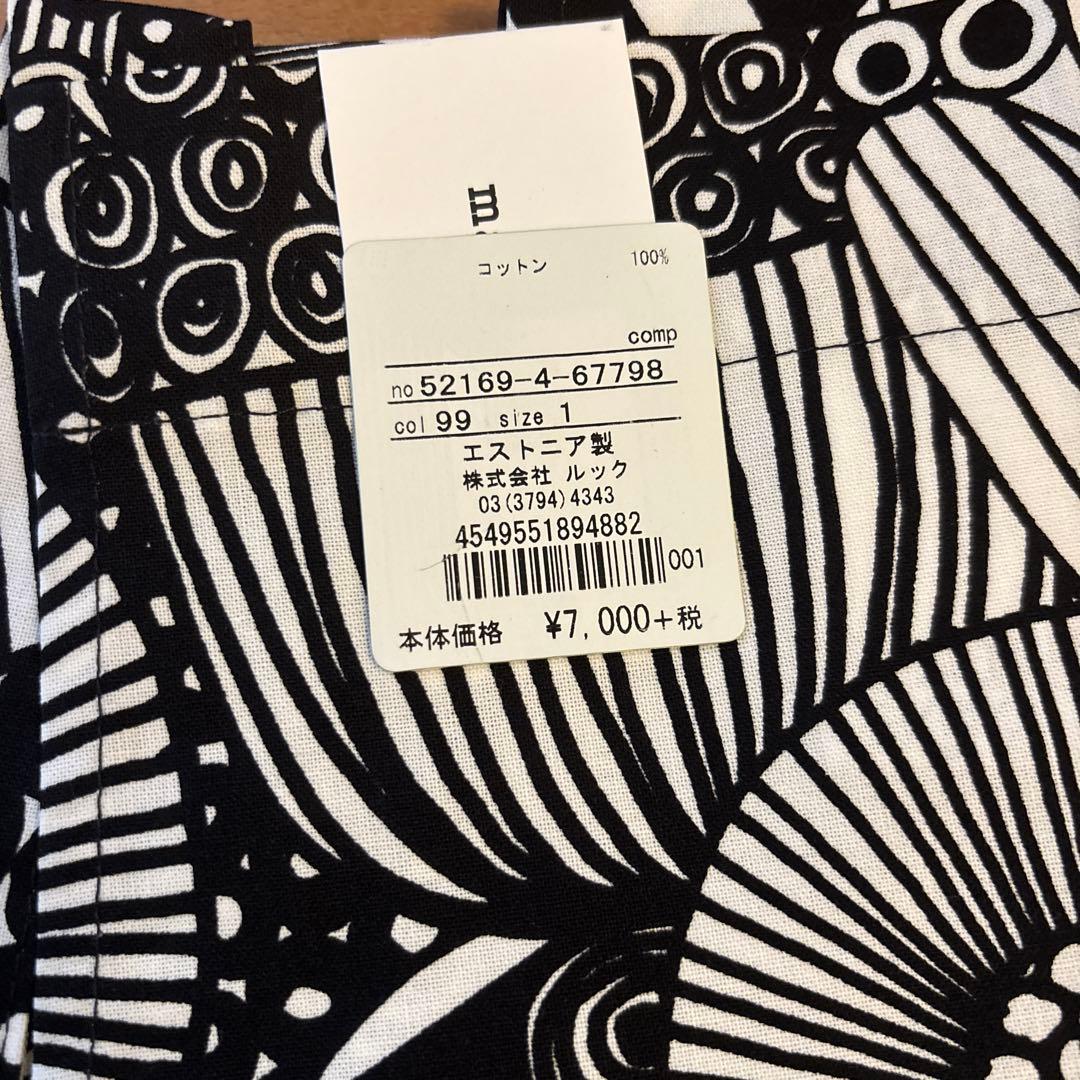 コットン 100%
comp
no 52169-4-67798
col 99 size 1
エストニア製
株式会社 ルック
03(3794)4343
4549551894882
001
本体価格 ¥7,000+税